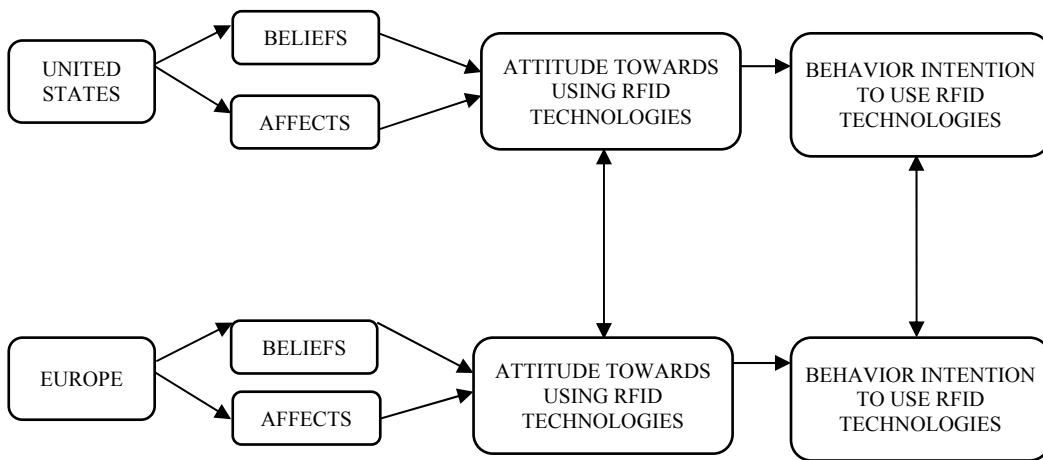 BELIEFS
UNITED
STATES
AFFECTS
ATTITUDE TOWARDS
USING RFID
TECHNOLOGIES
BEHAVIOR INTENTION
TO USE RFID
TECHNOLOGIES
BELIEFS
EUROPE
AFFECTS
ATTITUDE TOWARDS
USING RFID
TECHNOLOGIES
BEHAVIOR INTENTION
TO USE RFID
TECHNOLOGIES